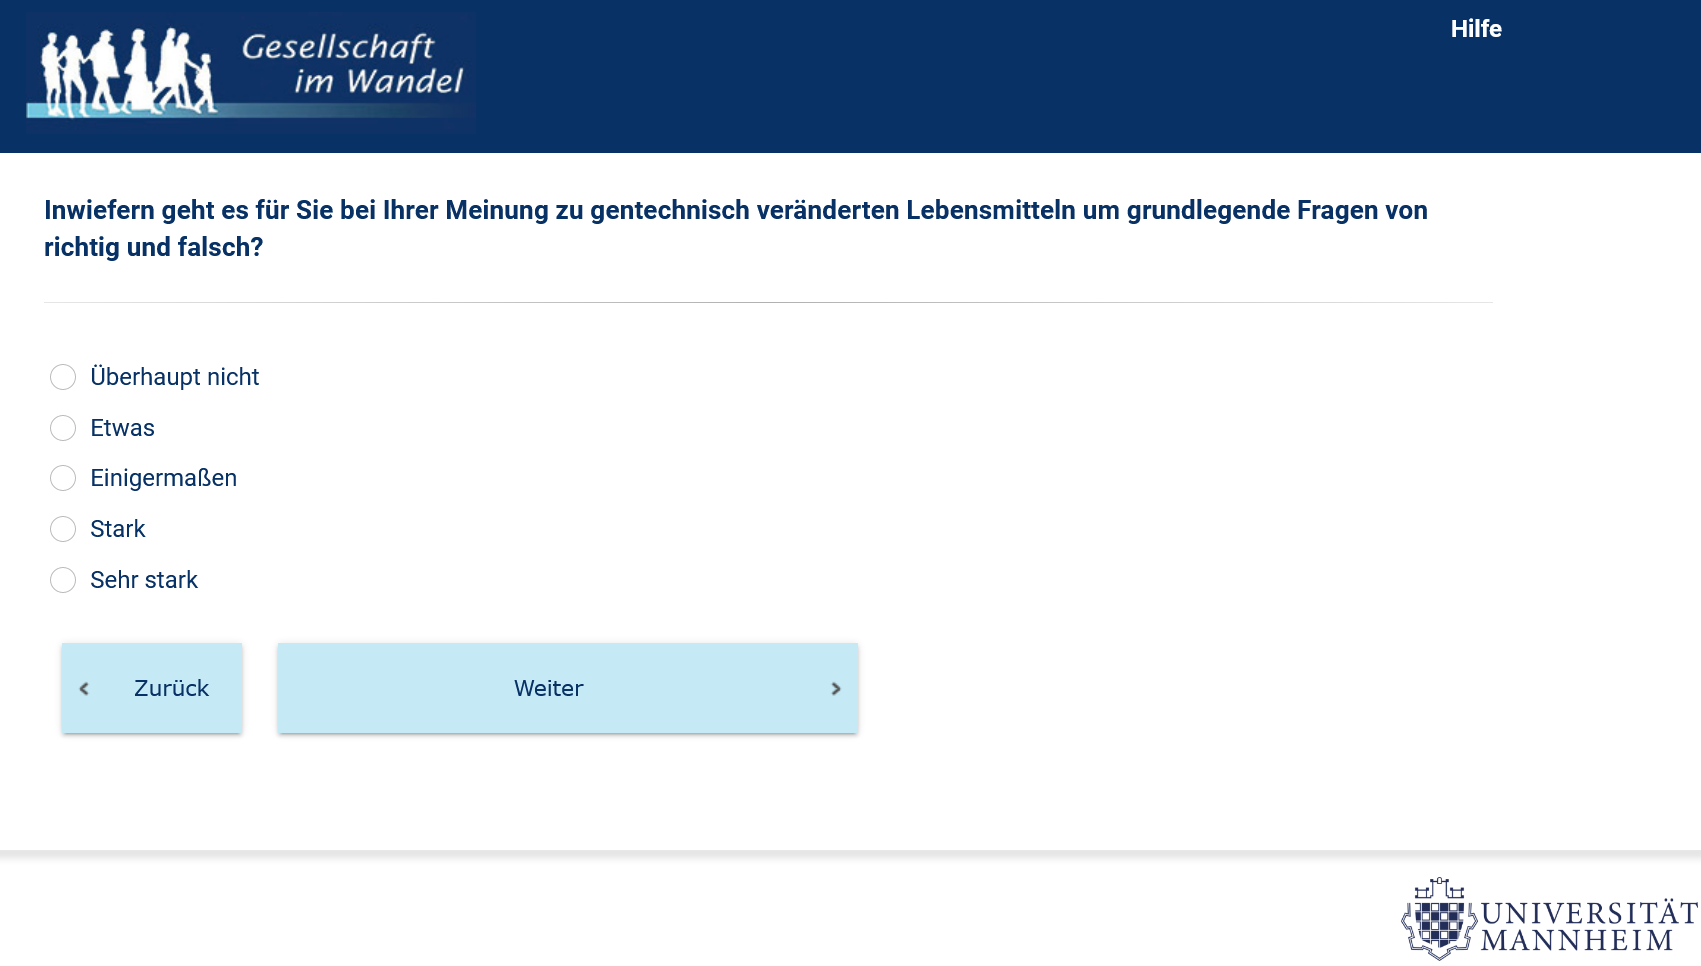 Gesellschaft
im Wandel
Hilfe
Inwiefern geht es für Sie bei Ihrer Meinung zu gentechnisch veränderten Lebensmitteln um grundlegende Fragen von
richtig und falsch?
Überhaupt nicht
Etwas
Einigermaßen
Stark
Sehr stark
Zurück
Weiter
UNIVERSITÄT
MANNHEIM